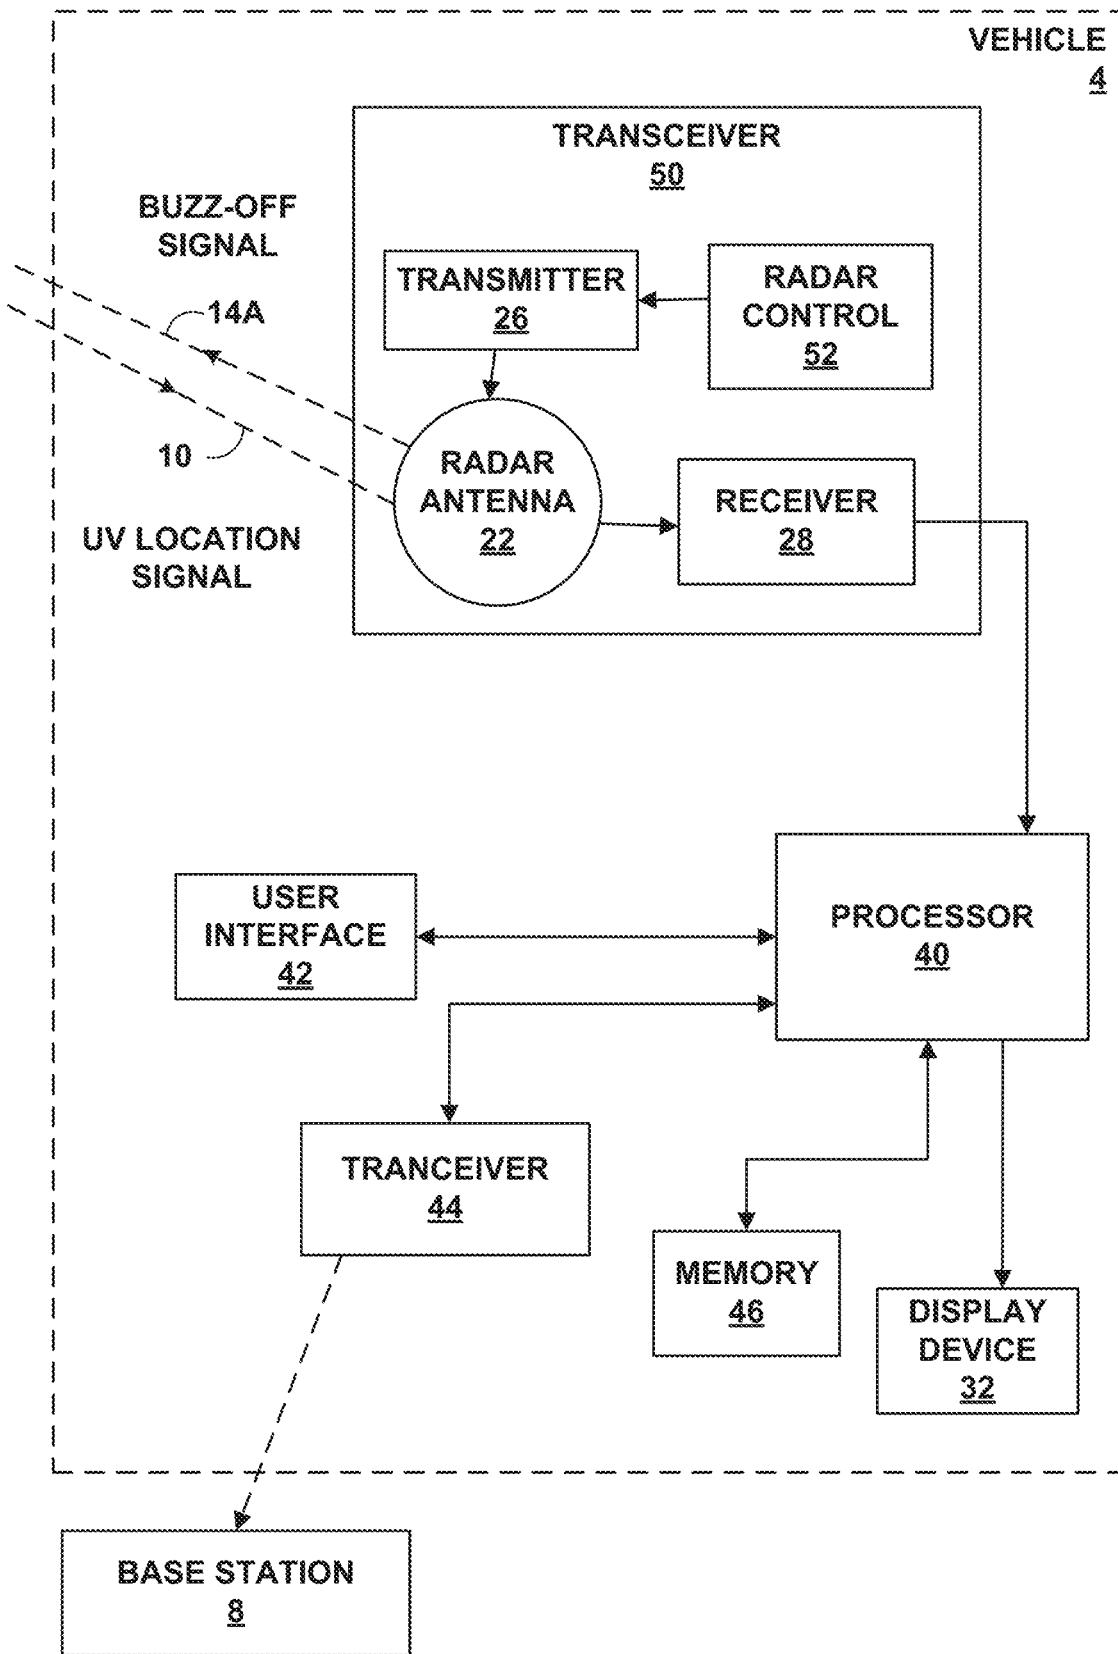 VEHICLE
4
TRANSCEIVER
50
BUZZ-OFF
SIGNAL
14A
TRANSMITTER
26
RADAR
CONTROL
52
10
RADAR
ANTENNA
22
RECEIVER
28
UV LOCATION
SIGNAL
USER
INTERFACE
42
PROCESSOR
40
TRANCEIVER
44
MEMORY
46
DISPLAY
DEVICE
32
BASE STATION
8